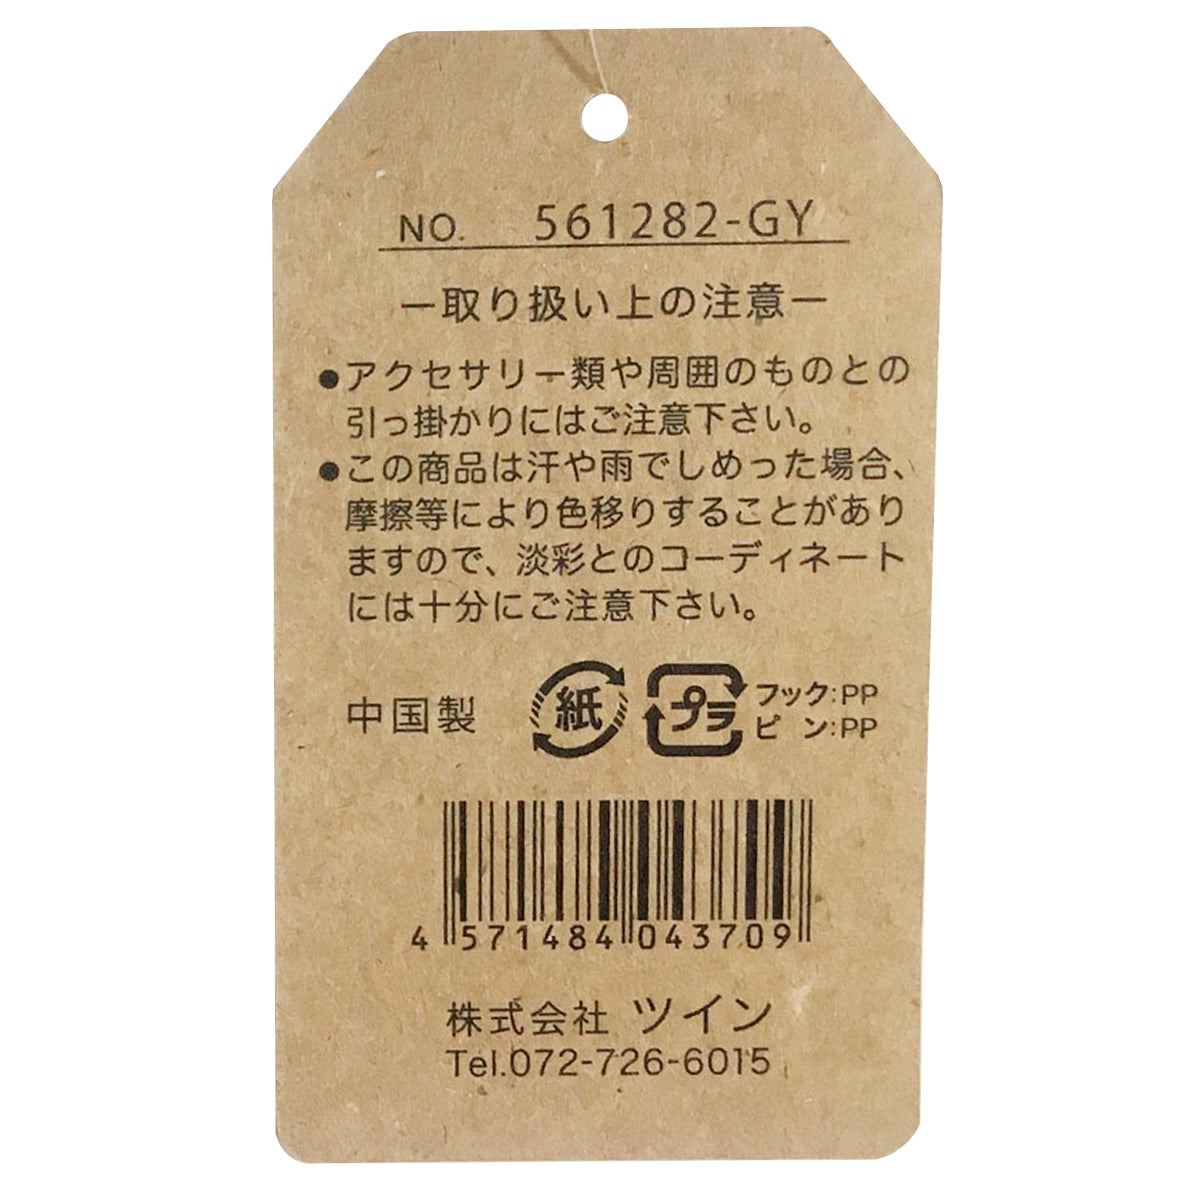 NO. 561282-GY
ー取り扱い上の注意ー
●アクセサリー類や周囲のものとの
引っ掛かりにはご注意下さい。
●この商品は汗や雨でしめった場合、
摩擦等により色移りすることがあり
ますので、淡彩とのコーディネート
には十分にご注意下さい。
中国製 紙 プラ フック:PP
ピン:PP
4 571484 043709
株式会社 ツイン
Tel.072-726-6015